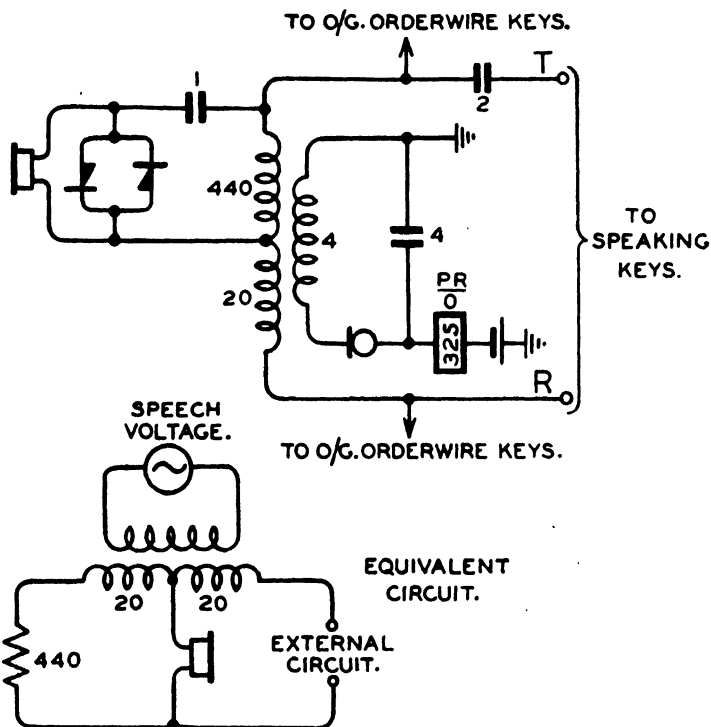 TO O/G. ORDERWIRE KEYS.
1
2
T
440
4
4
20
PR
0
325
TO
SPEAKING
KEYS.
R
TO O/G. ORDERWIRE KEYS.
SPEECH
VOLTAGE.
EQUIVALENT
CIRCUIT.
20
20
440
EXTERNAL
CIRCUIT.